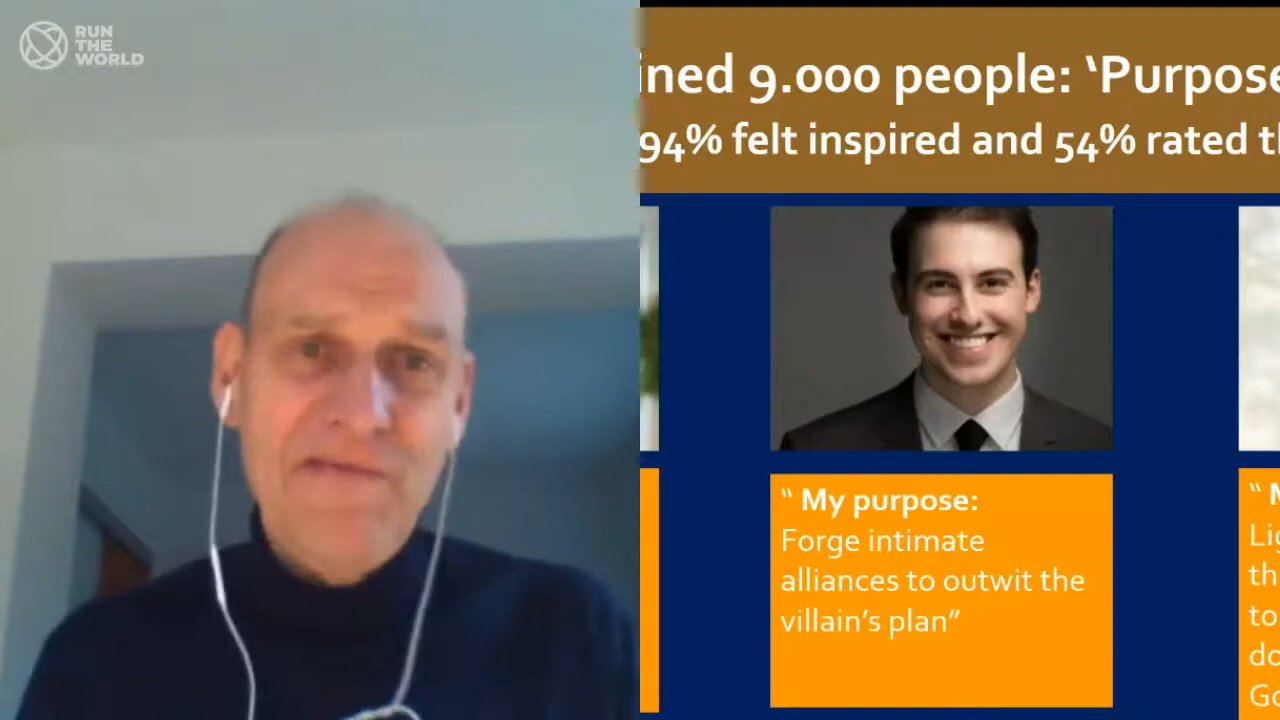 RUN
THE
WORLD
ined 9.000 people: ‘Purpose
94% felt inspired and 54% rated th
“ My purpose:
Forge intimate
alliances to outwit the
villain’s plan”
“ M
Lig
th
to
do
Go